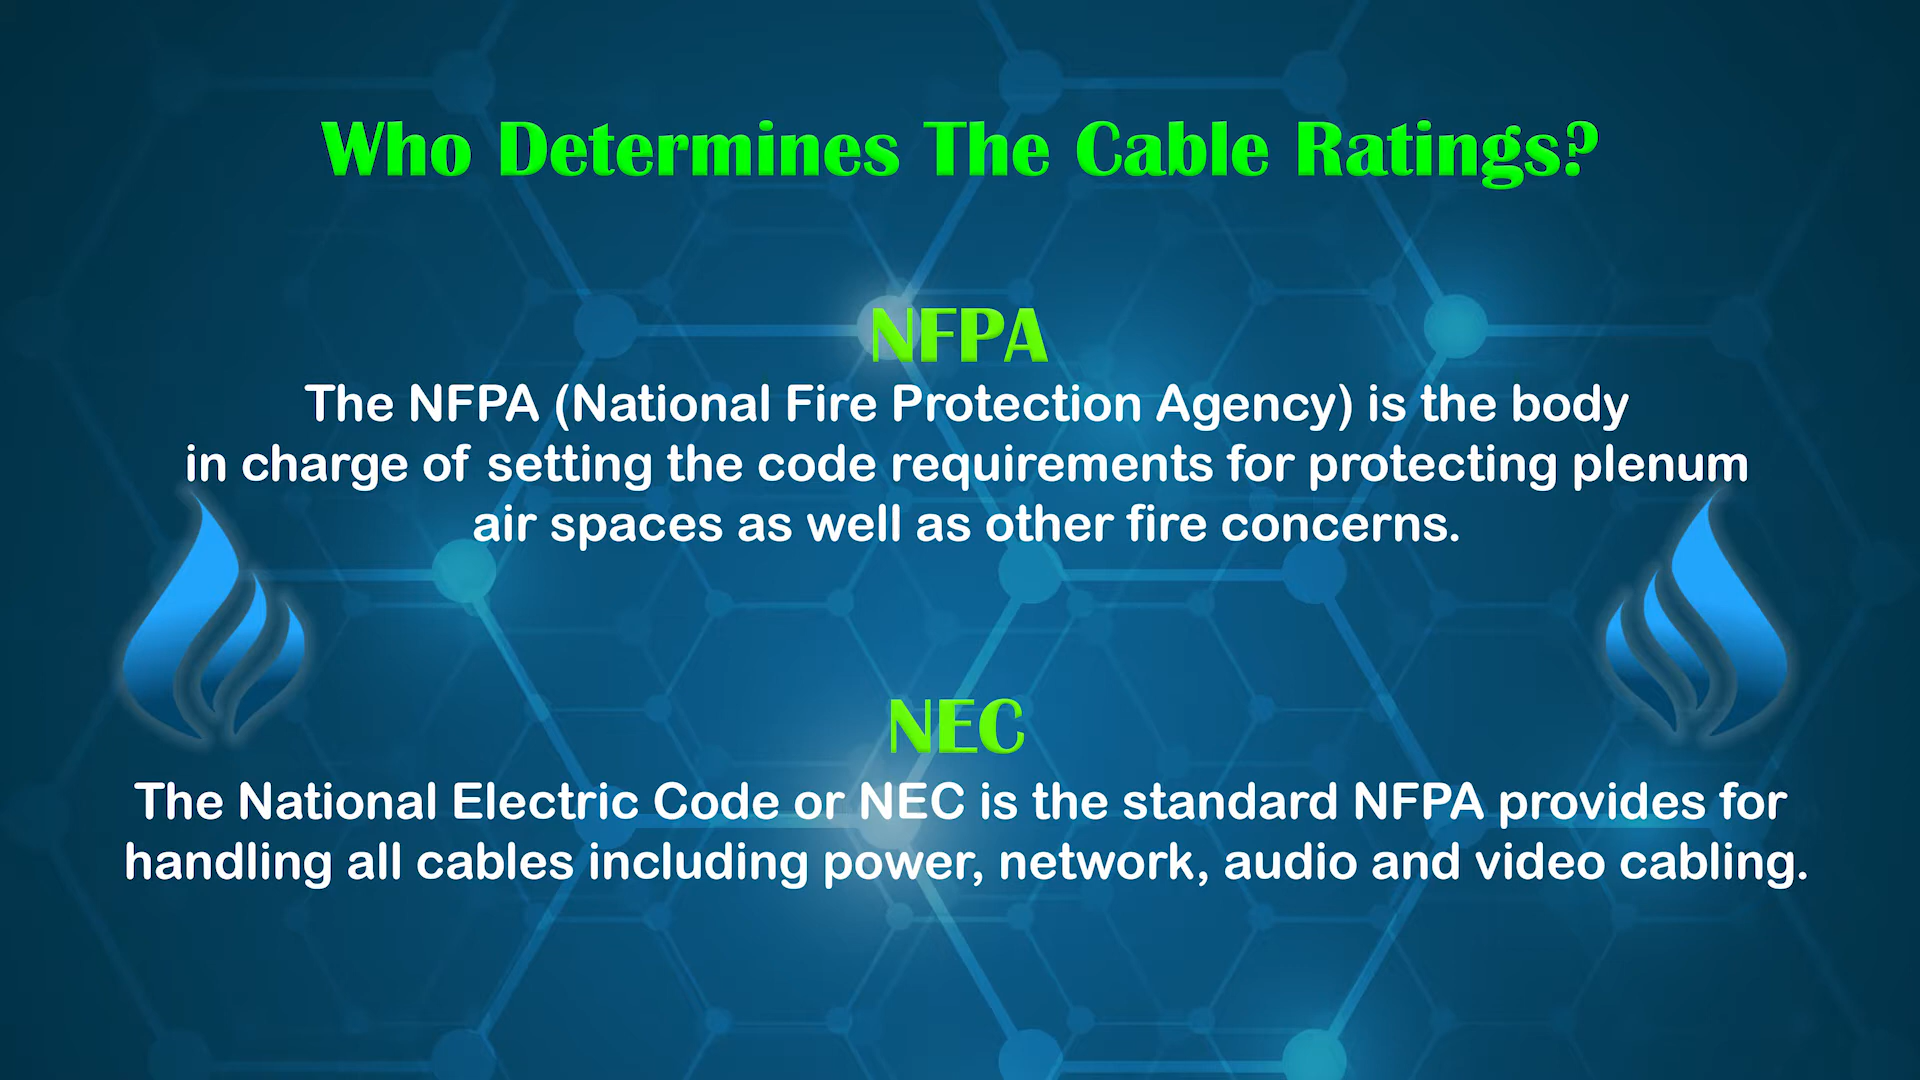 Who Determines The Cable Ratings?
NFPA
The NFPA (National Fire Protection Agency) is the body
in charge of setting the code requirements for protecting plenum
air spaces as well as other fire concerns.
NEC
The National Electric Code or NEC is the standard NFPA provides for
handling all cables including power, network, audio and video cabling.